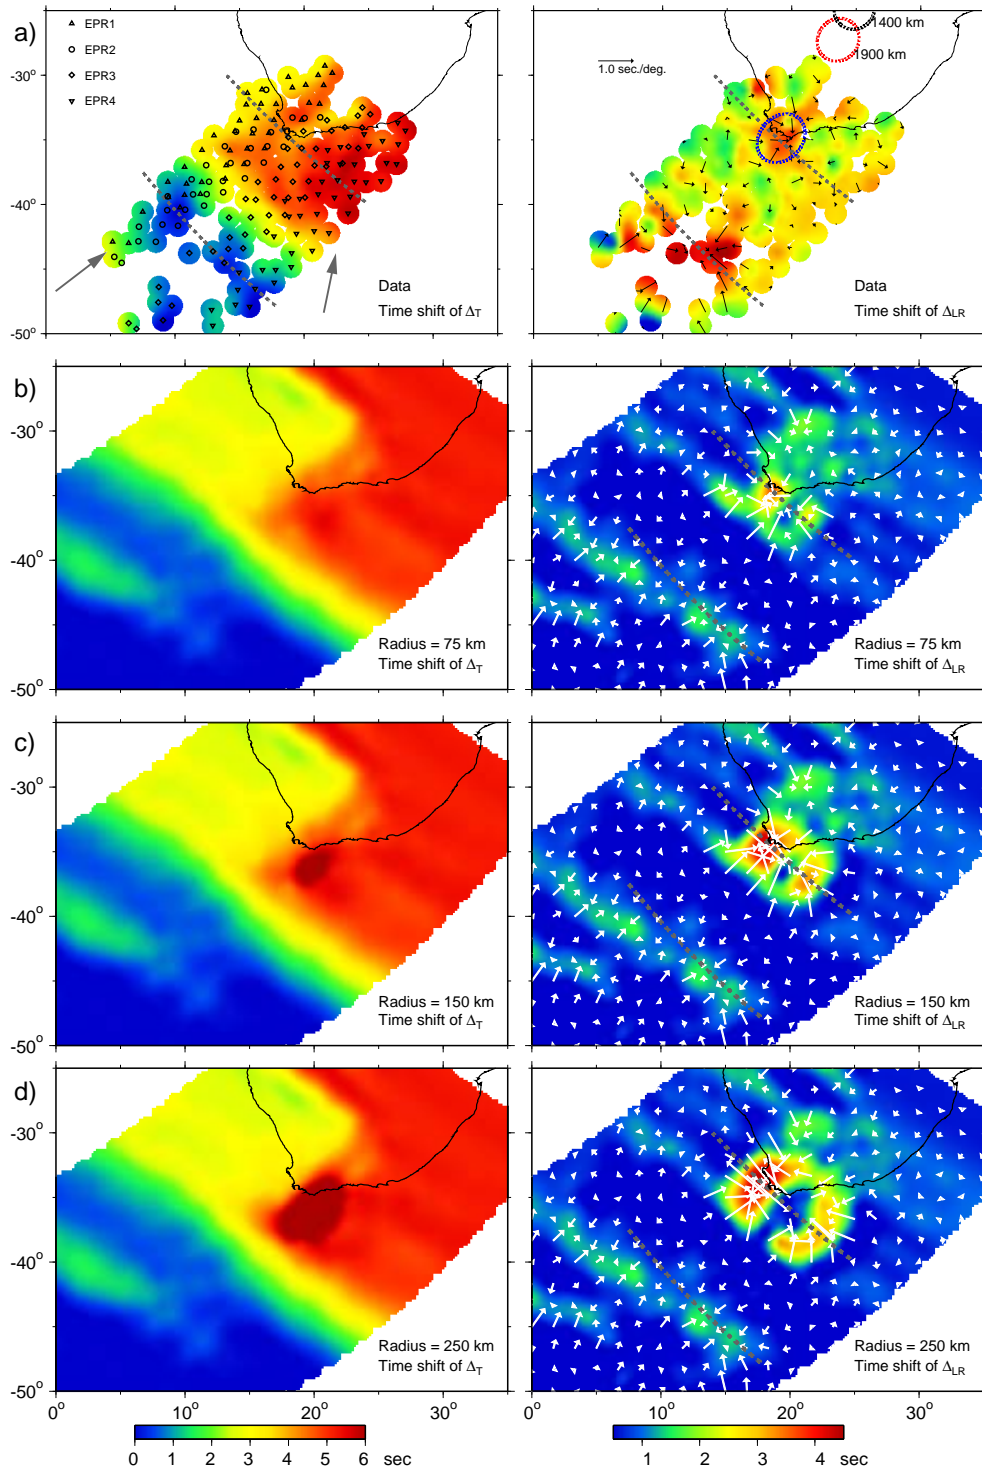 a)
EPR1
EPR2
EPR3
EPR4
-30°
-40°
-50°
Data
Time shift of ΔT
1400 km
1900 km
1.0 sec./deg.
Data
Time shift of ΔLR
b)
-30°
-40°
-50°
Radius = 75 km
Time shift of ΔT
Radius = 75 km
Time shift of ΔLR
c)
-30°
-40°
-50°
Radius = 150 km
Time shift of ΔT
Radius = 150 km
Time shift of ΔLR
d)
-30°
-40°
-50°
Radius = 250 km
Time shift of ΔT
Radius = 250 km
Time shift of ΔLR
0° 10° 20° 30°
0° 10° 20° 30°
0 1 2 3 4 5 6 sec
1 2 3 4 sec